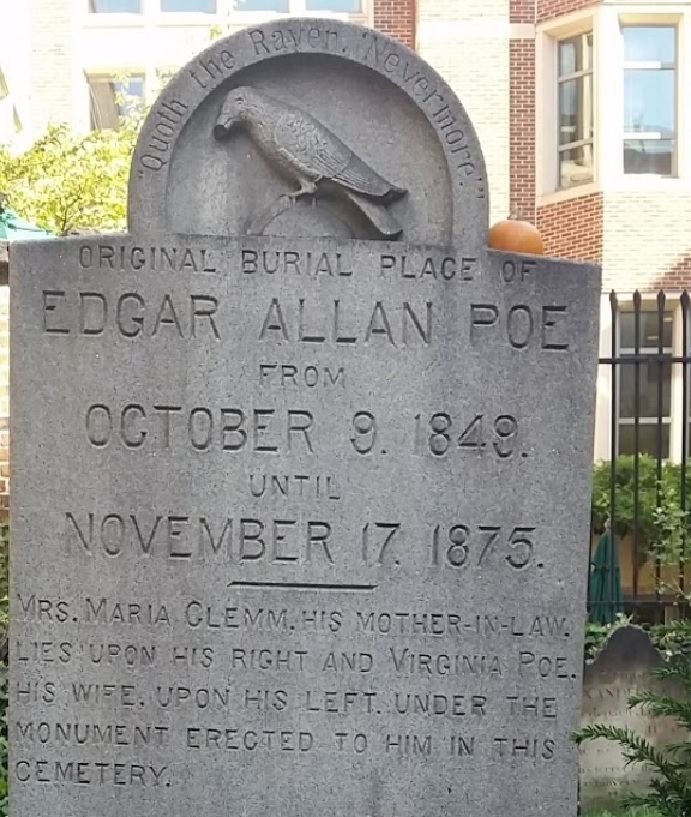 "Quoth the Raven, Nevermore."
ORIGINAL BURIAL PLACE OF
EDGAR ALLAN POE
FROM
OCTOBER 9. 1849.
UNTIL
NOVEMBER 17. 1875.
MRS. MARIA CLEMM, HIS MOTHER-IN-LAW.
LIES UPON HIS RIGHT AND VIRGINIA POE.
HIS WIFE, UPON HIS LEFT, UNDER THE
MONUMENT ERECTED TO HIM IN THIS
CEMETERY.